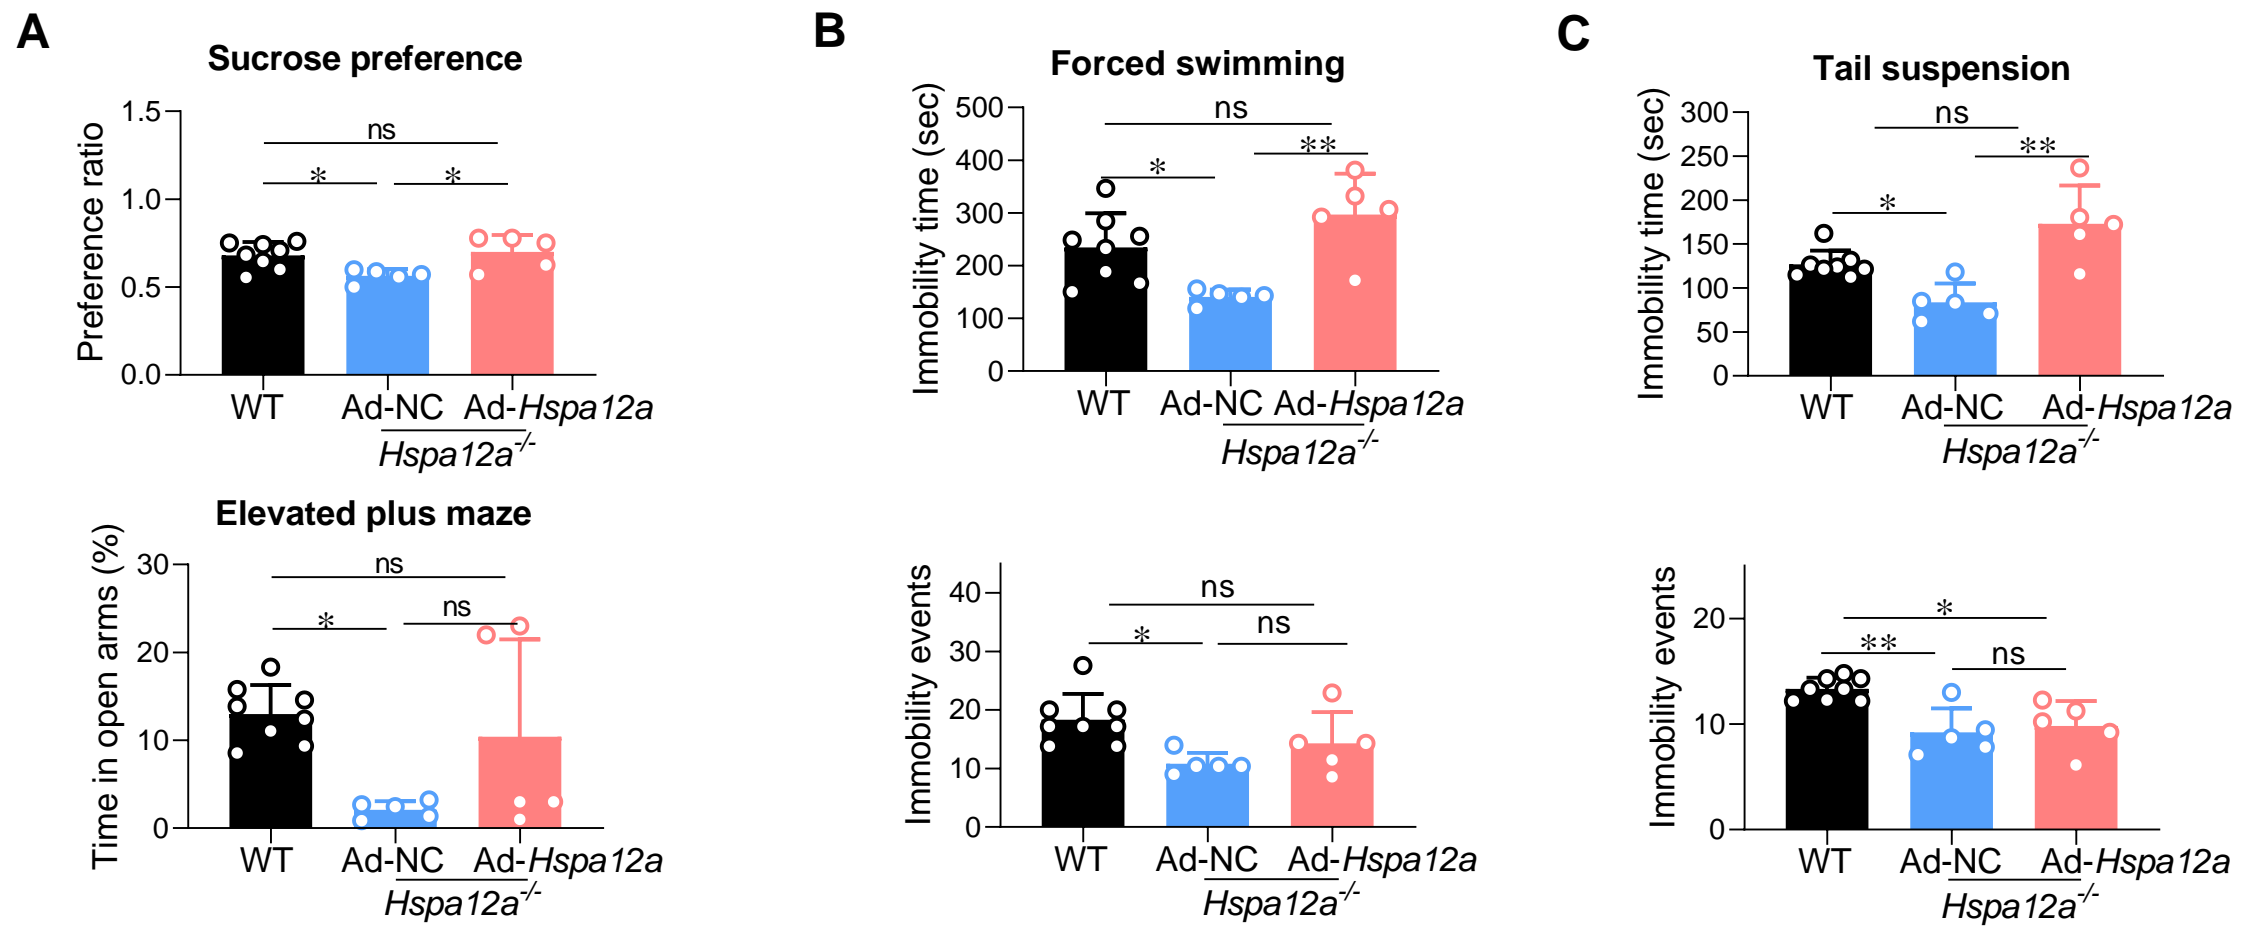 A
Sucrose preference
Preference ratio
1.5
1.0
0.5
0.0
ns
*
*
WT
Ad-NC
Ad-Hspa12a
Hspa12a-/-
Elevated plus maze
Time in open arms (%)
30
20
10
0
ns
*
ns
WT
Ad-NC
Ad-Hspa12a
Hspa12a-/-
B
Forced swimming
Immobility time (sec)
500
400
300
200
100
0
ns
**
*
WT
Ad-NC
Ad-Hspa12a
Hspa12a-/-
Immobility events
40
30
20
10
0
ns
*
ns
WT
Ad-NC
Ad-Hspa12a
Hspa12a-/-
C
Tail suspension
Immobility time (sec)
300
250
200
150
100
50
0
ns
**
*
WT
Ad-NC
Ad-Hspa12a
Hspa12a-/-
Immobility events
20
10
0
*
**
ns
WT
Ad-NC
Ad-Hspa12a
Hspa12a-/-